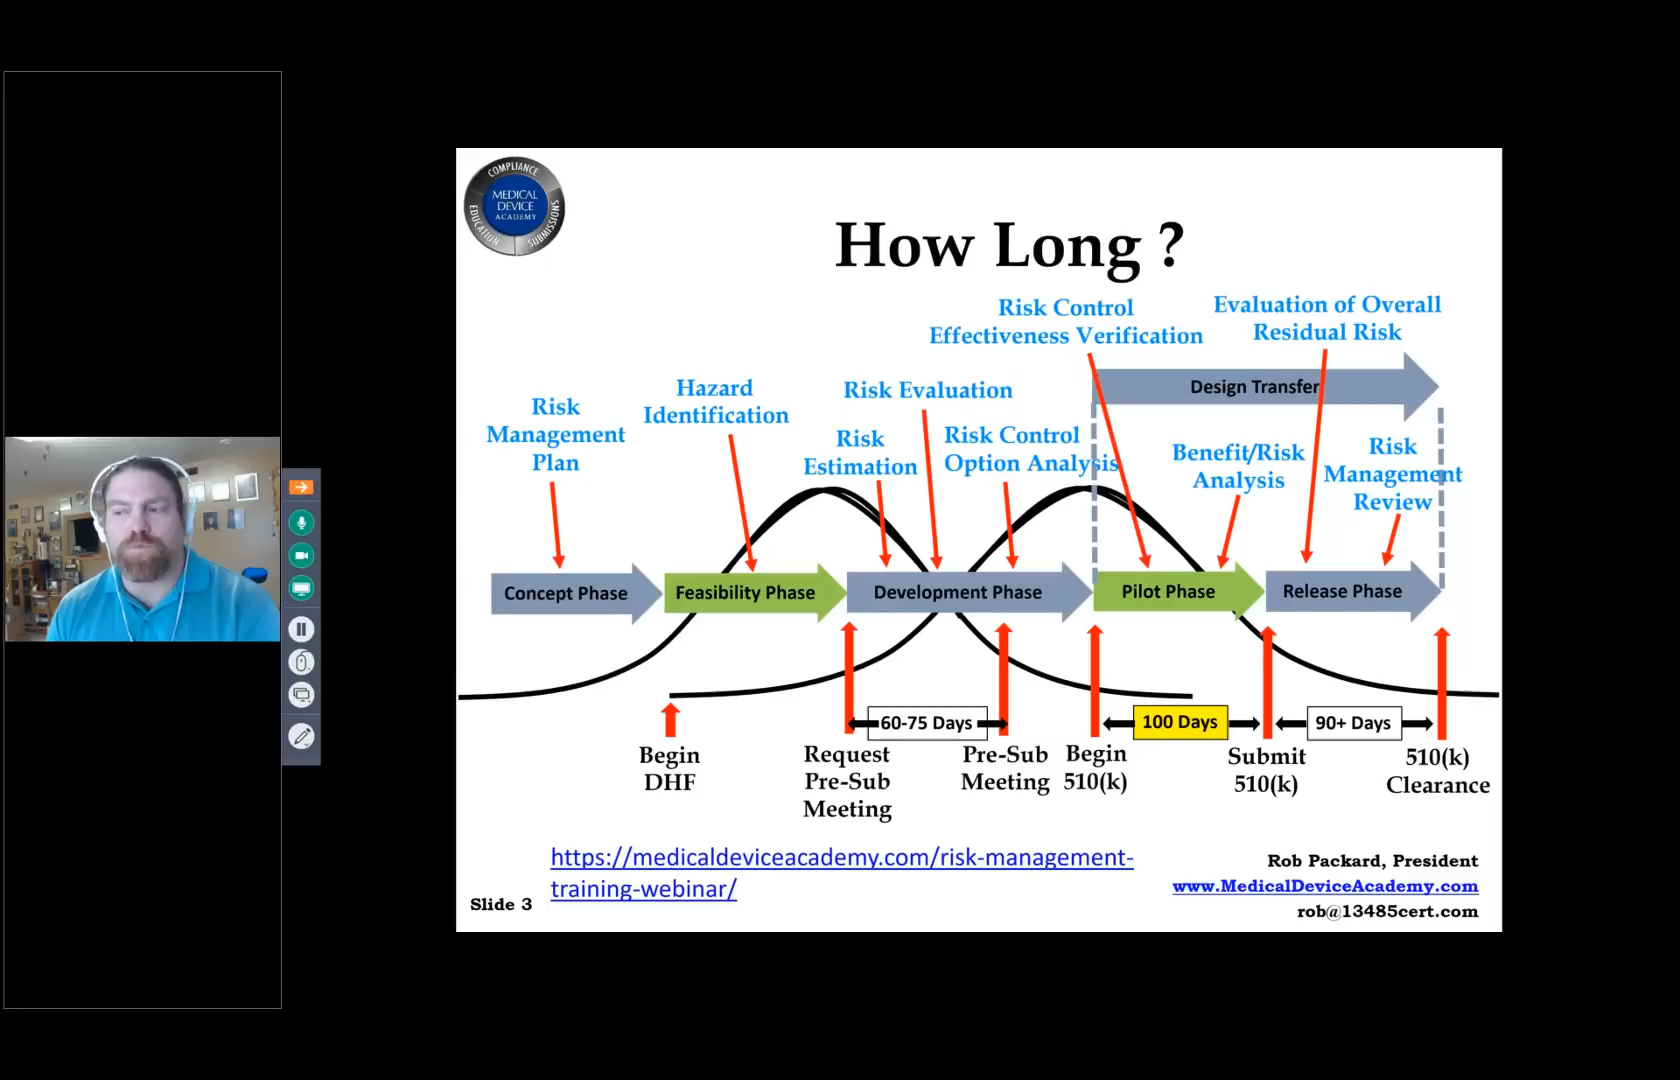 COMPLIANCE
MEDICAL
DEVICE
ACADEMY
EDUCATION
SUBMISSIONS
How Long ?
Risk Control
Effectiveness Verification
Evaluation of Overall
Residual Risk
Design Transfer
Hazard
Identification
Risk Evaluation
Risk
Management
Plan
Risk
Estimation
Risk Control
Option Analysis
Benefit/Risk
Analysis
Risk
Management
Review
Concept Phase
Feasibility Phase
Development Phase
Pilot Phase
Release Phase
60-75 Days
100 Days
90+ Days
Begin
DHF
Request
Pre-Sub
Meeting
Pre-Sub
Meeting
Begin
510(k)
Submit
510(k)
510(k)
Clearance
https://medicaldeviceacademy.com/risk-management-
training-webinar/
Slide 3
Rob Packard, President
www.MedicalDeviceAcademy.com
rob@13485cert.com